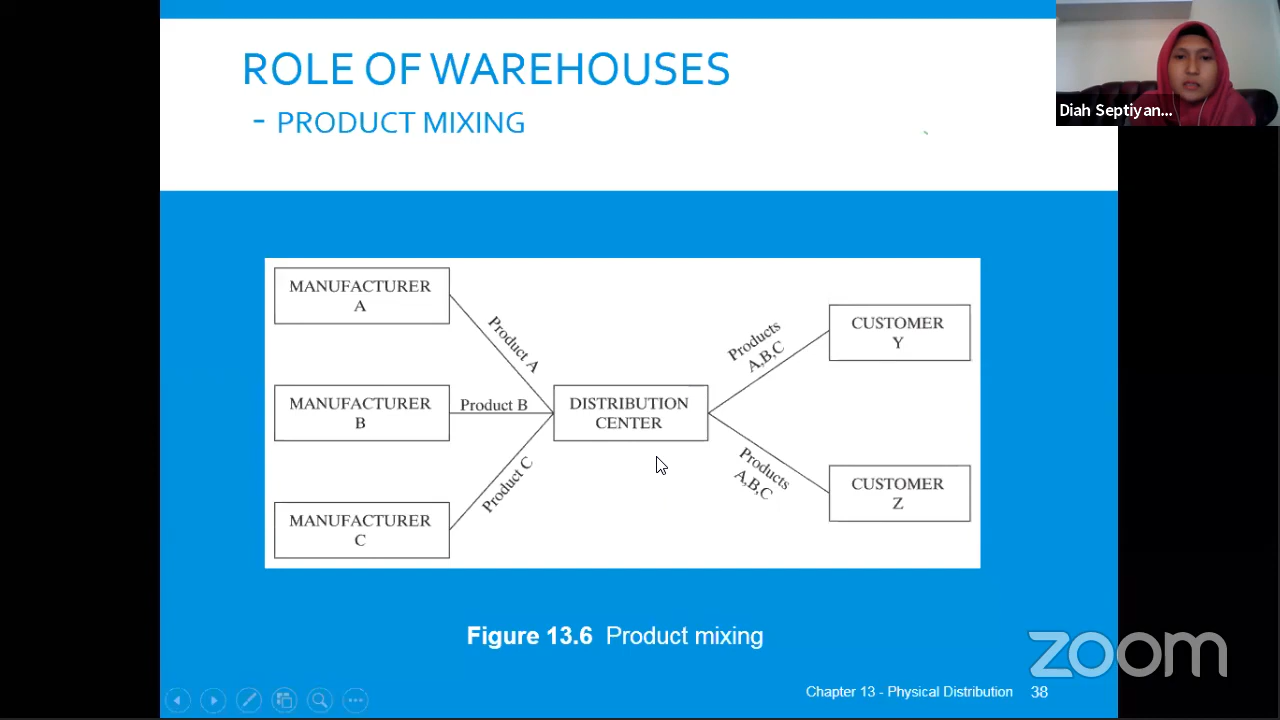 ROLE OF WAREHOUSES
- PRODUCT MIXING
Diah Septiyan...
MANUFACTURER
A
MANUFACTURER
B
MANUFACTURER
C
Product A
Product B
Product C
DISTRIBUTION
CENTER
Products
A,B,C
Products
A,B,C
CUSTOMER
Y
CUSTOMER
Z
Figure 13.6 Product mixing
zoom
Chapter 13 - Physical Distribution 38